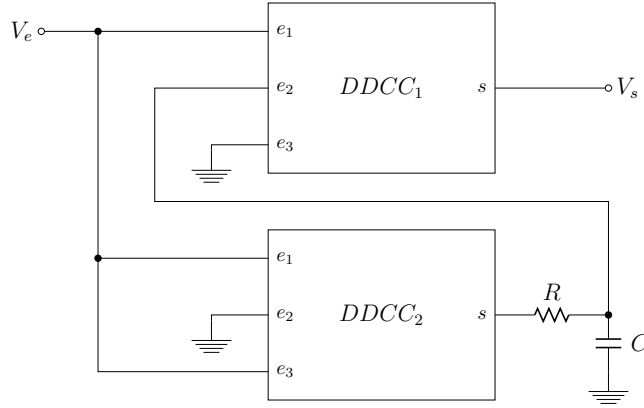 V_e
e_1
e_2
DDCC_1
s
V_s
e_3
e_1
e_2
DDCC_2
s
R
C
e_3